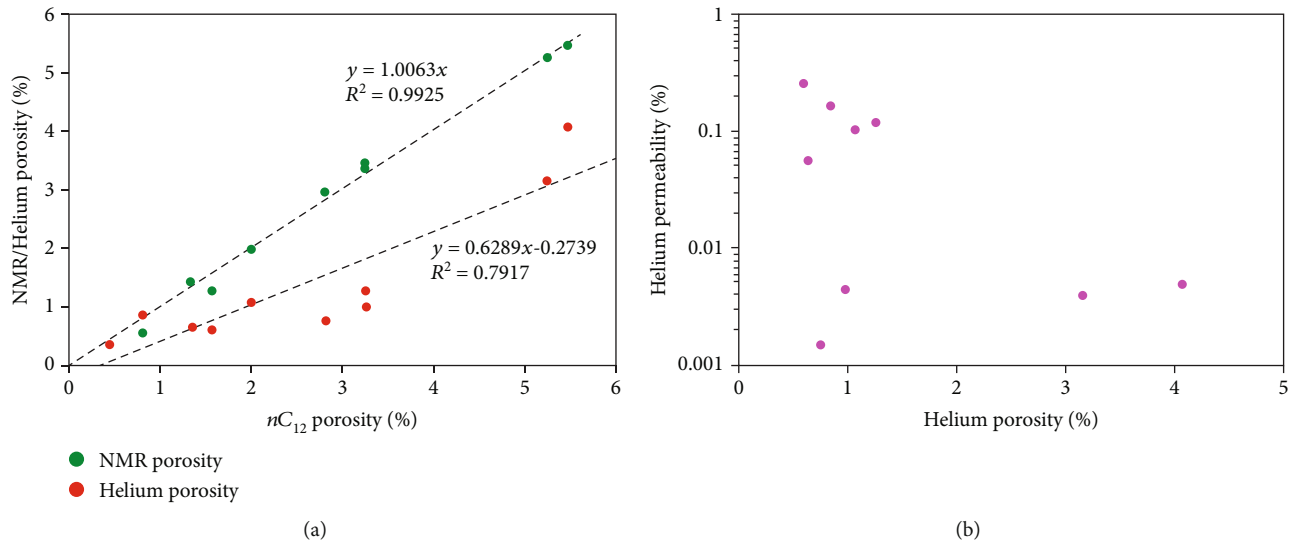 6
5
4
3
2
1
0
NMR/Helium porosity (%)
y = 1.0063x
R² = 0.9925
y = 0.6289x-0.2739
R² = 0.7917
0 1 2 3 4 5 6
nC₁₂ porosity (%)
NMR porosity
Helium porosity
(a)
1
0.1
0.01
0.001
Helium permeability (%)
0 1 2 3 4 5
Helium porosity (%)
(b)